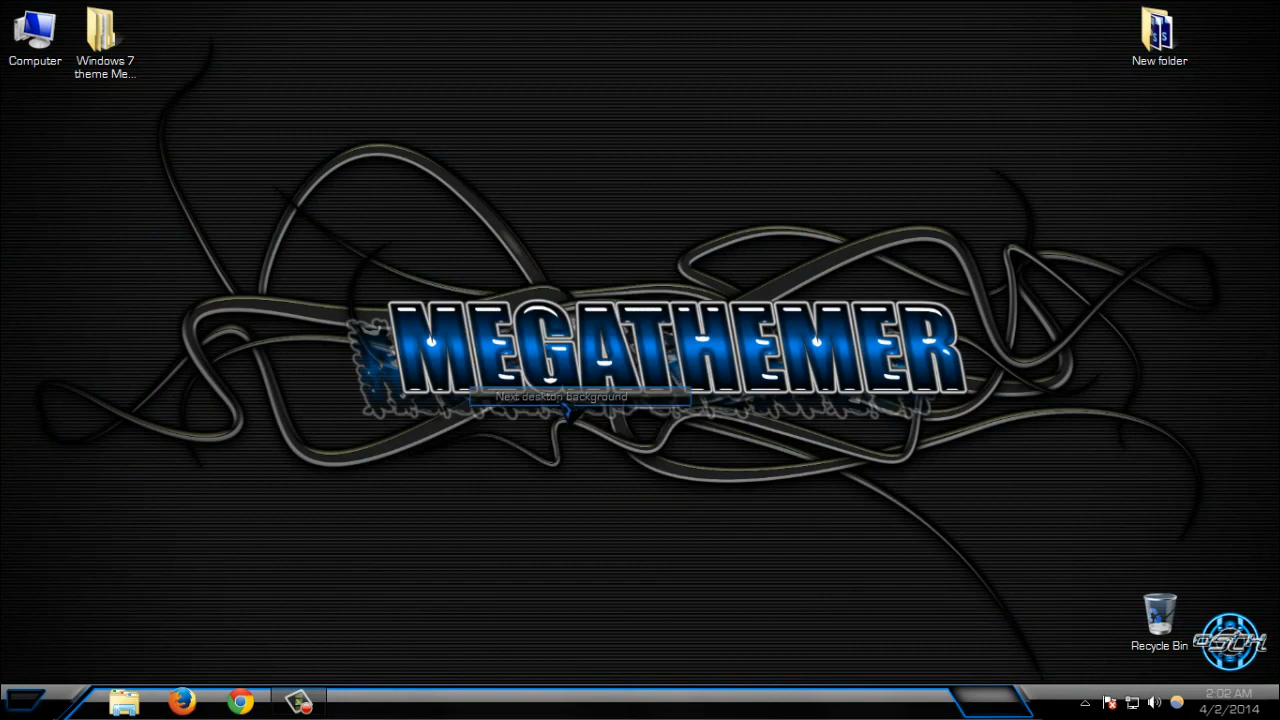 Computer
Windows 7
theme Me...
New folder
MEGATHEMER
Next desktop background
Recycle Bin
2:02 AM
4/2/2014